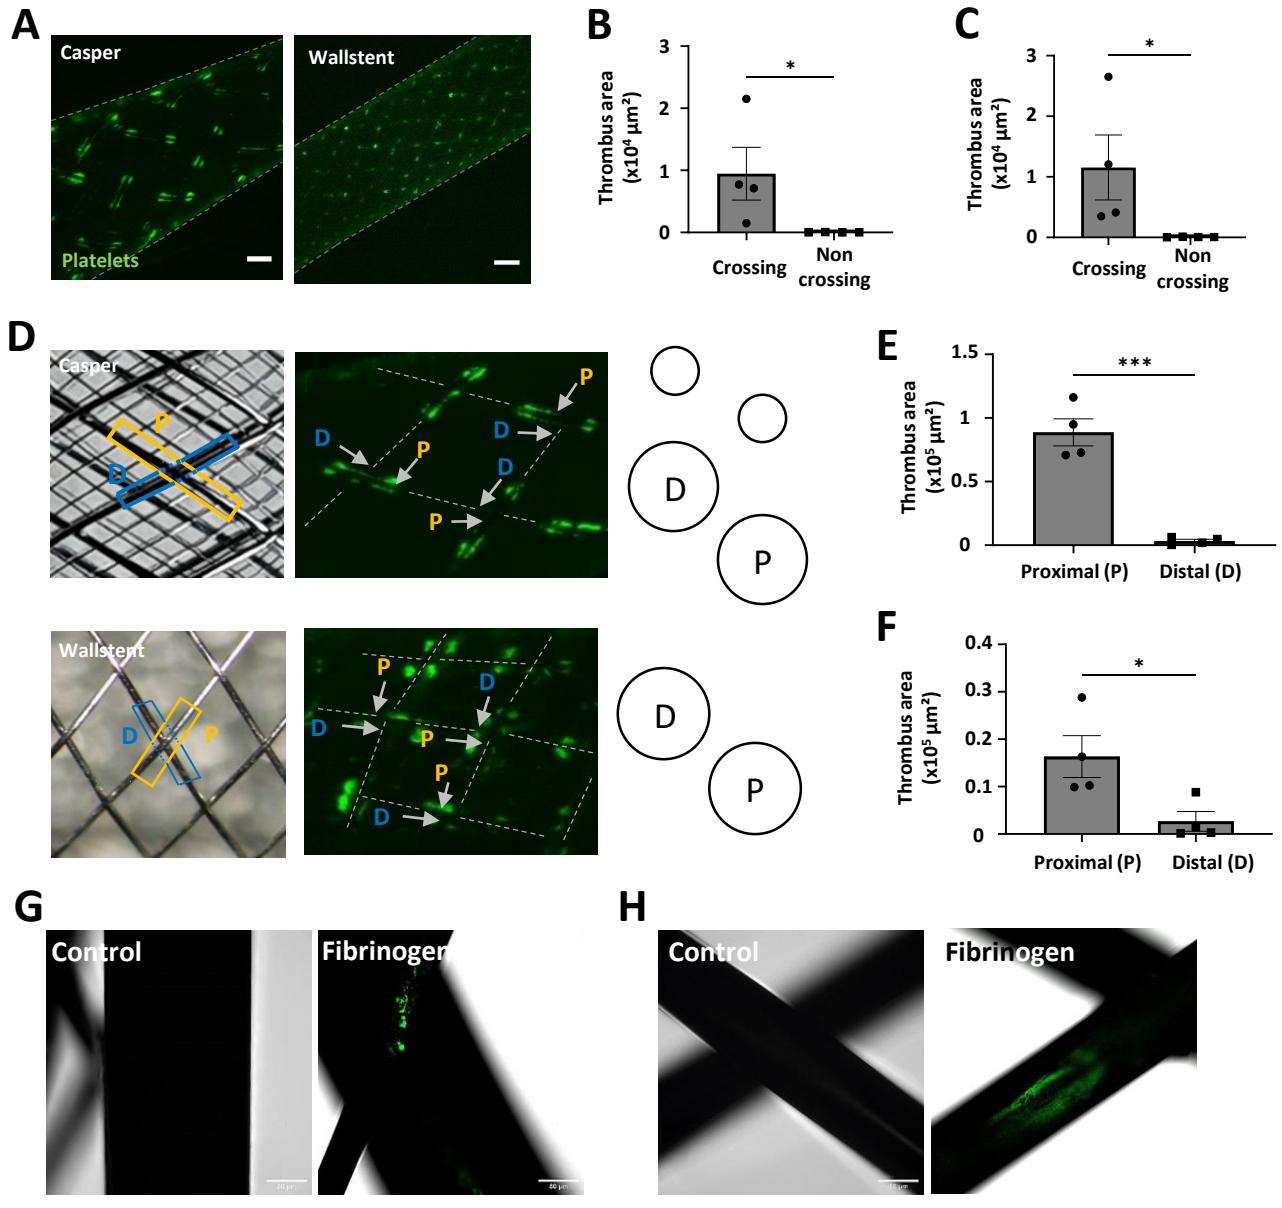 A
Casper
Platelets
Wallstent
B
Thrombus area
(x10⁴ µm²)
3
2
1
0
*
Crossing
Non
crossing
C
Thrombus area
(x10⁴ µm²)
3
2
1
0
*
Crossing
Non
crossing
D
Casper
P
D
D
P
D
P
D
P
D
P
Wallstent
D
P
P
D
D
P
P
D
D
P
E
Thrombus area
(x10⁵ µm²)
1.5
1
0.5
0
***
Proximal (P)
Distal (D)
F
Thrombus area
(x10⁵ µm²)
0.4
0.3
0.2
0.1
0
*
Proximal (P)
Distal (D)
G
Control
Fibrinogen
80 µm
H
Control
Fibrinogen